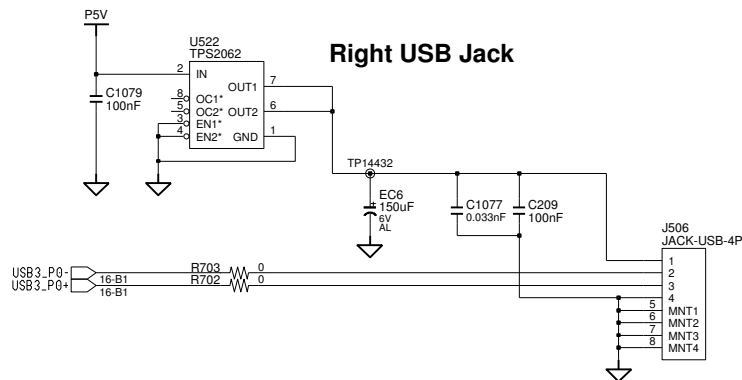 P5V
U522
TPS2062
Right USB Jack
2 IN
OUT1 7
8 OC1*
5 OC2* OUT2 6
3 EN1*
4 EN2* GND 1
C1079
100nF
TP14432
EC6
150uF
6V
AL
C1077
0.033nF
C209
100nF
J506
JACK-USB-4P
1
2
3
4
5 MNT1
6 MNT2
7 MNT3
8 MNT4
USB3_P0- 16-B1 R703 0
USB3_P0+ 16-B1 R702 0